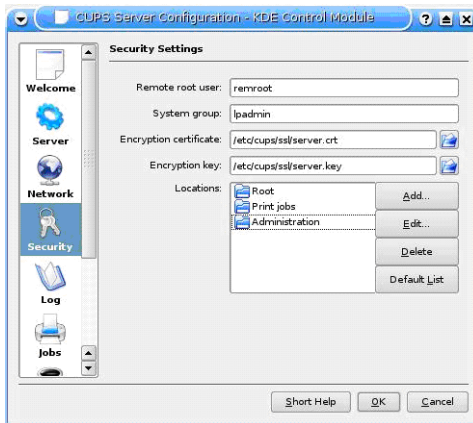 CUPS Server Configuration - KDE Control Module
Security Settings
Welcome
Server
Network
Security
Log
Jobs
Remote root user: remroot
System group: lpadmin
Encryption certificate: /etc/cups/ssl/server.crt
Encryption key: /etc/cups/ssl/server.key
Locations:
Root
Print jobs
Administration
Add...
Edit...
Delete
Default List
Short Help
OK
Cancel